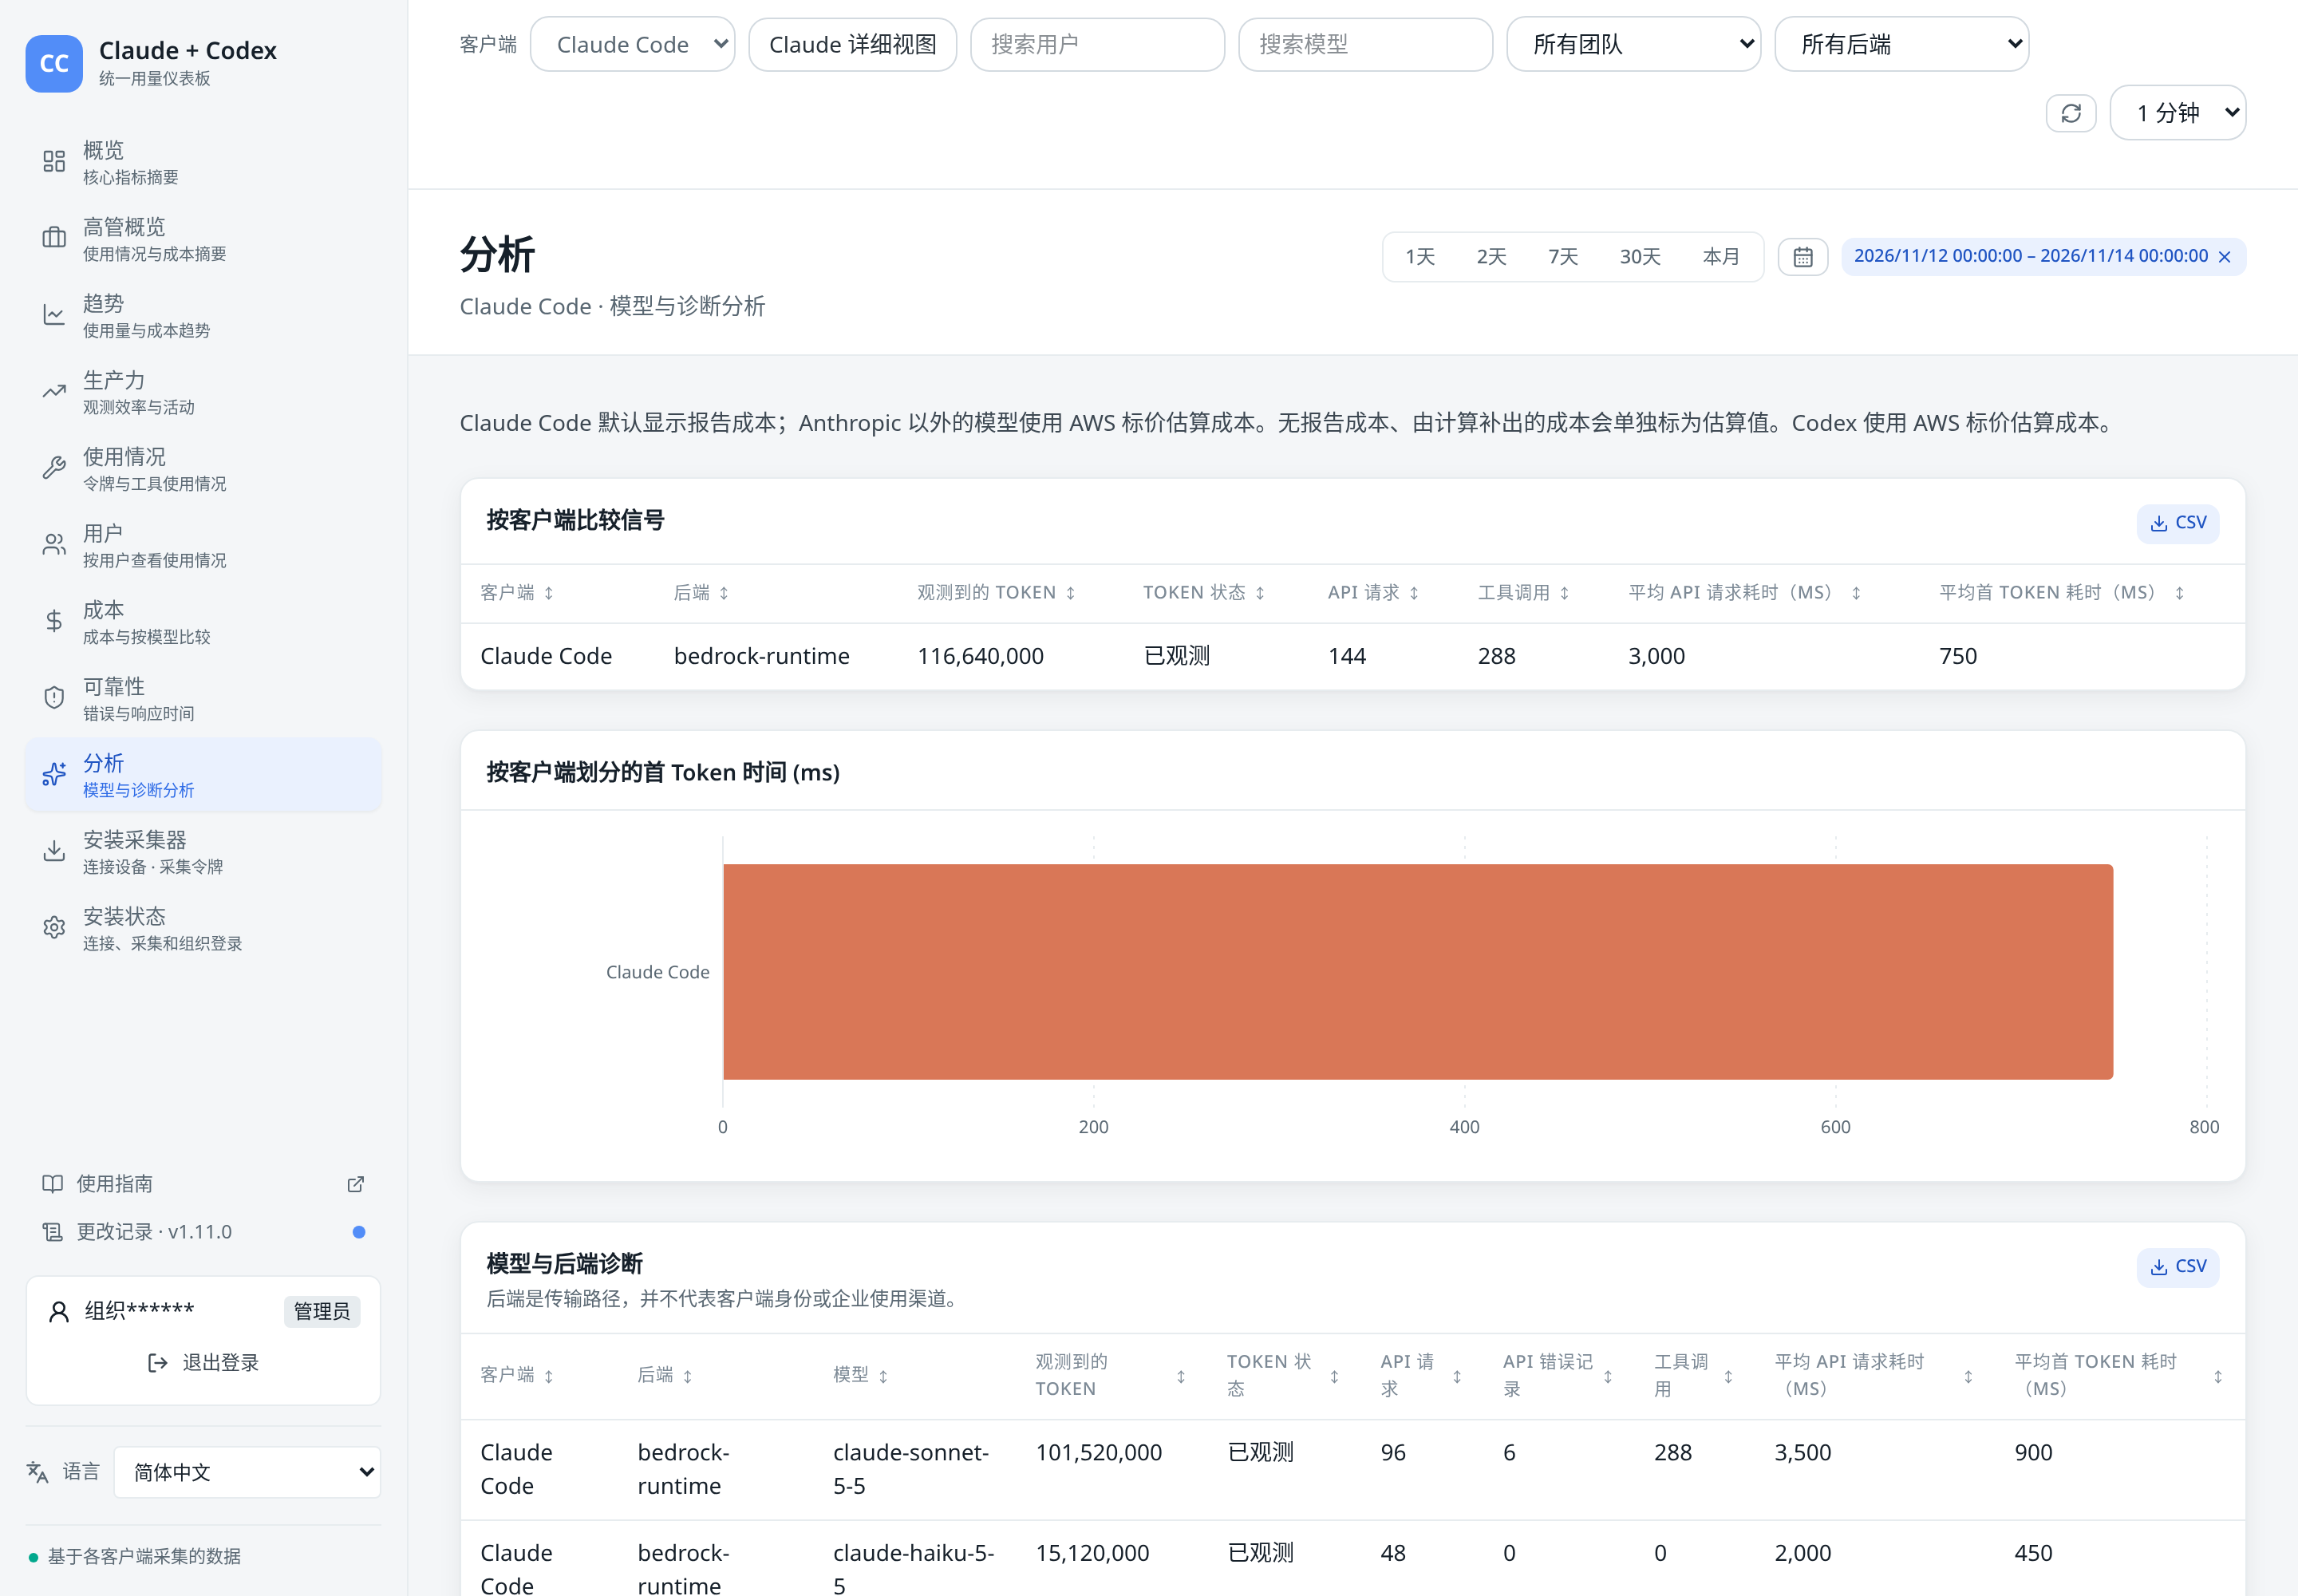 CC
Claude + Codex
统一用量仪表板
概览
核心指标摘要
高管概览
使用情况与成本摘要
趋势
使用量与成本趋势
生产力
观测效率与活动
使用情况
令牌与工具使用情况
用户
按用户查看使用情况
成本
成本与按模型比较
可靠性
错误与响应时间
分析
模型与诊断分析
安装采集器
连接设备 · 采集令牌
安装状态
连接、采集和组织登录
使用指南
更改记录 · v1.11.0
组织******
管理员
退出登录
语言
简体中文
基于各客户端采集的数据
客户端
Claude Code
Claude 详细视图
搜索用户
搜索模型
所有团队
所有后端
1 分钟
分析
Claude Code · 模型与诊断分析
1天
2天
7天
30天
本月
2026/11/12 00:00:00 – 2026/11/14 00:00:00
Claude Code 默认显示报告成本；Anthropic 以外的模型使用 AWS 标价估算成本。无报告成本、由计算补出的成本会单独标为估算值。Codex 使用 AWS 标价估算成本。
按客户端比较信号
CSV
客户端 后端 观测到的 TOKEN TOKEN 状态 API 请求 工具调用 平均 API 请求耗时（MS） 平均首 TOKEN 耗时（MS）
Claude Code bedrock-runtime 116,640,000 已观测 144 288 3,000 750
按客户端划分的首 Token 时间 (ms)
Claude Code
0 200 400 600 800
模型与后端诊断
后端是传输路径，并不代表客户端身份或企业使用渠道。
CSV
客户端 后端 模型 观测到的 TOKEN TOKEN 状态 API 请求 API 错误记录 工具调用 平均 API 请求耗时（MS） 平均首 TOKEN 耗时（MS）
Claude Code bedrock-runtime claude-sonnet-5-5 101,520,000 已观测 96 6 288 3,500 900
Claude Code bedrock-runtime claude-haiku-5-5 15,120,000 已观测 48 0 0 2,000 450